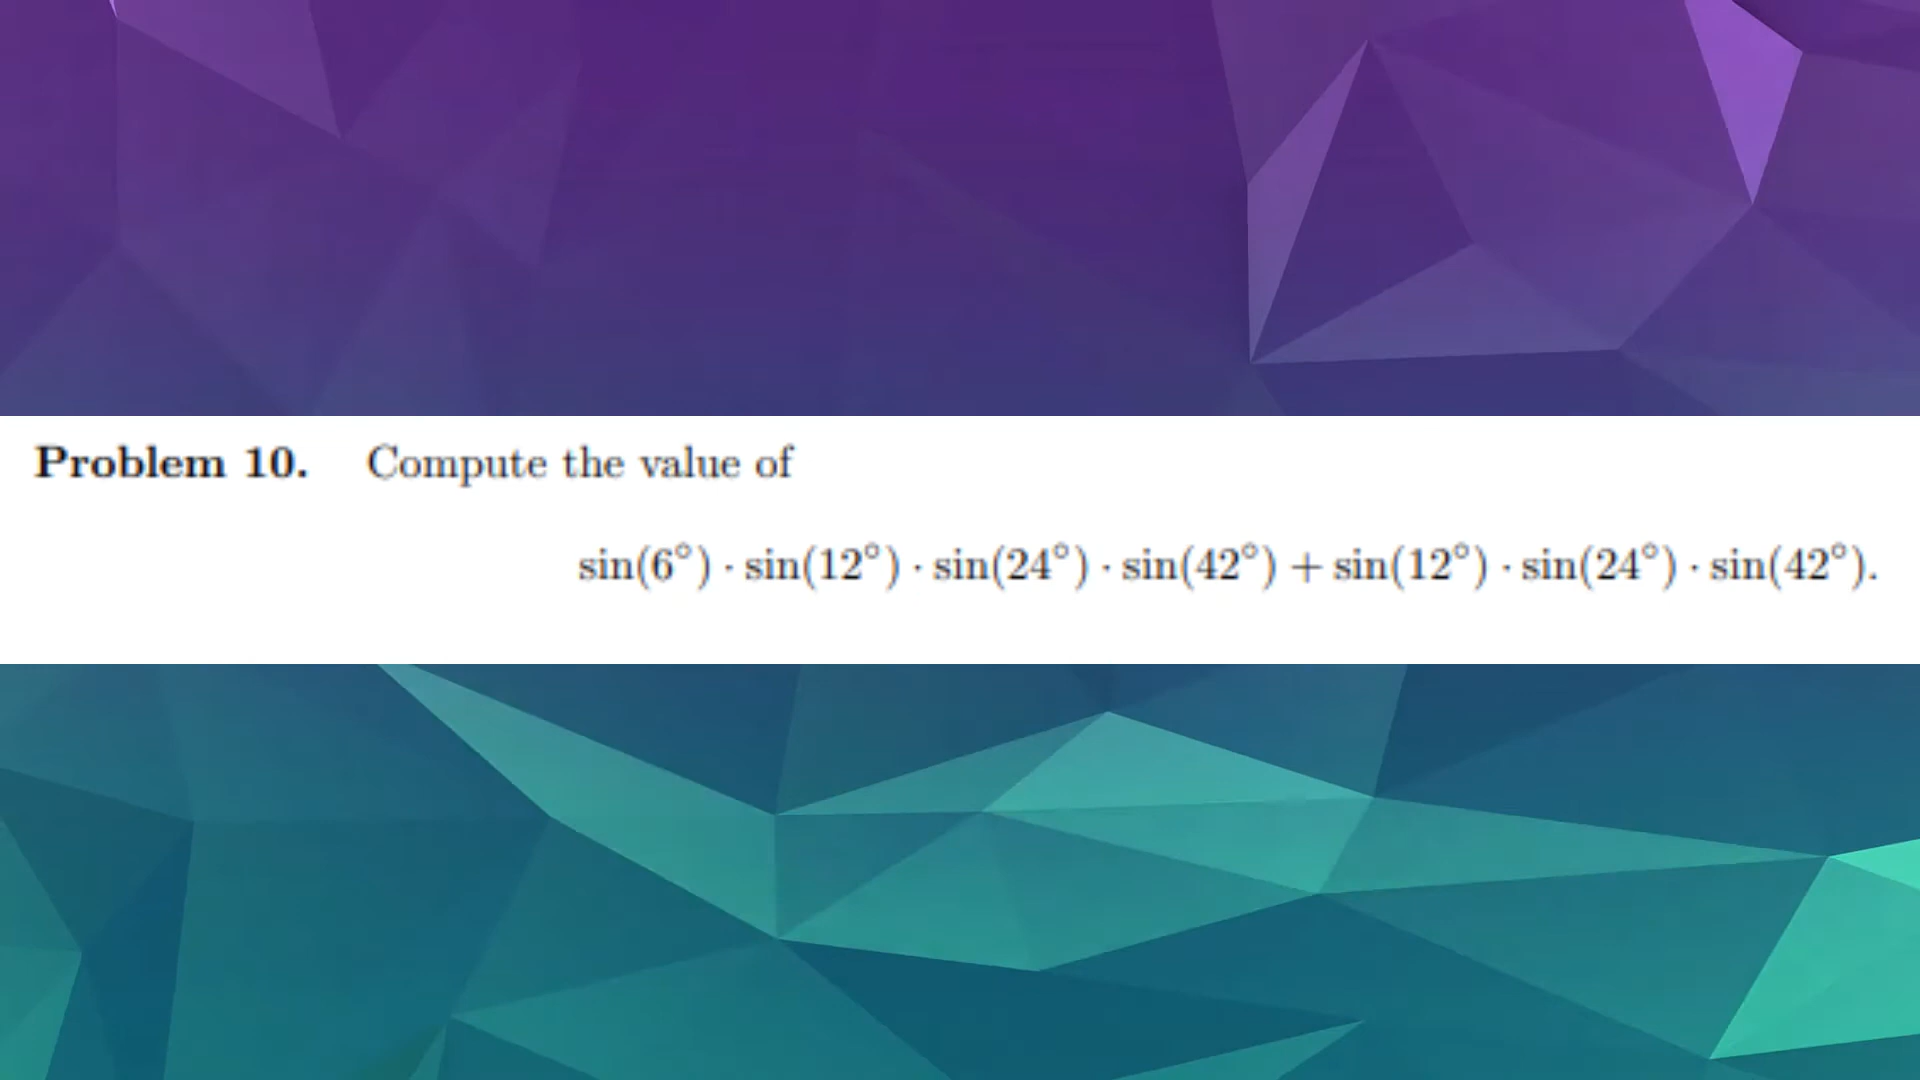 Problem 10. Compute the value of
sin(6°) · sin(12°) · sin(24°) · sin(42°) + sin(12°) · sin(24°) · sin(42°).